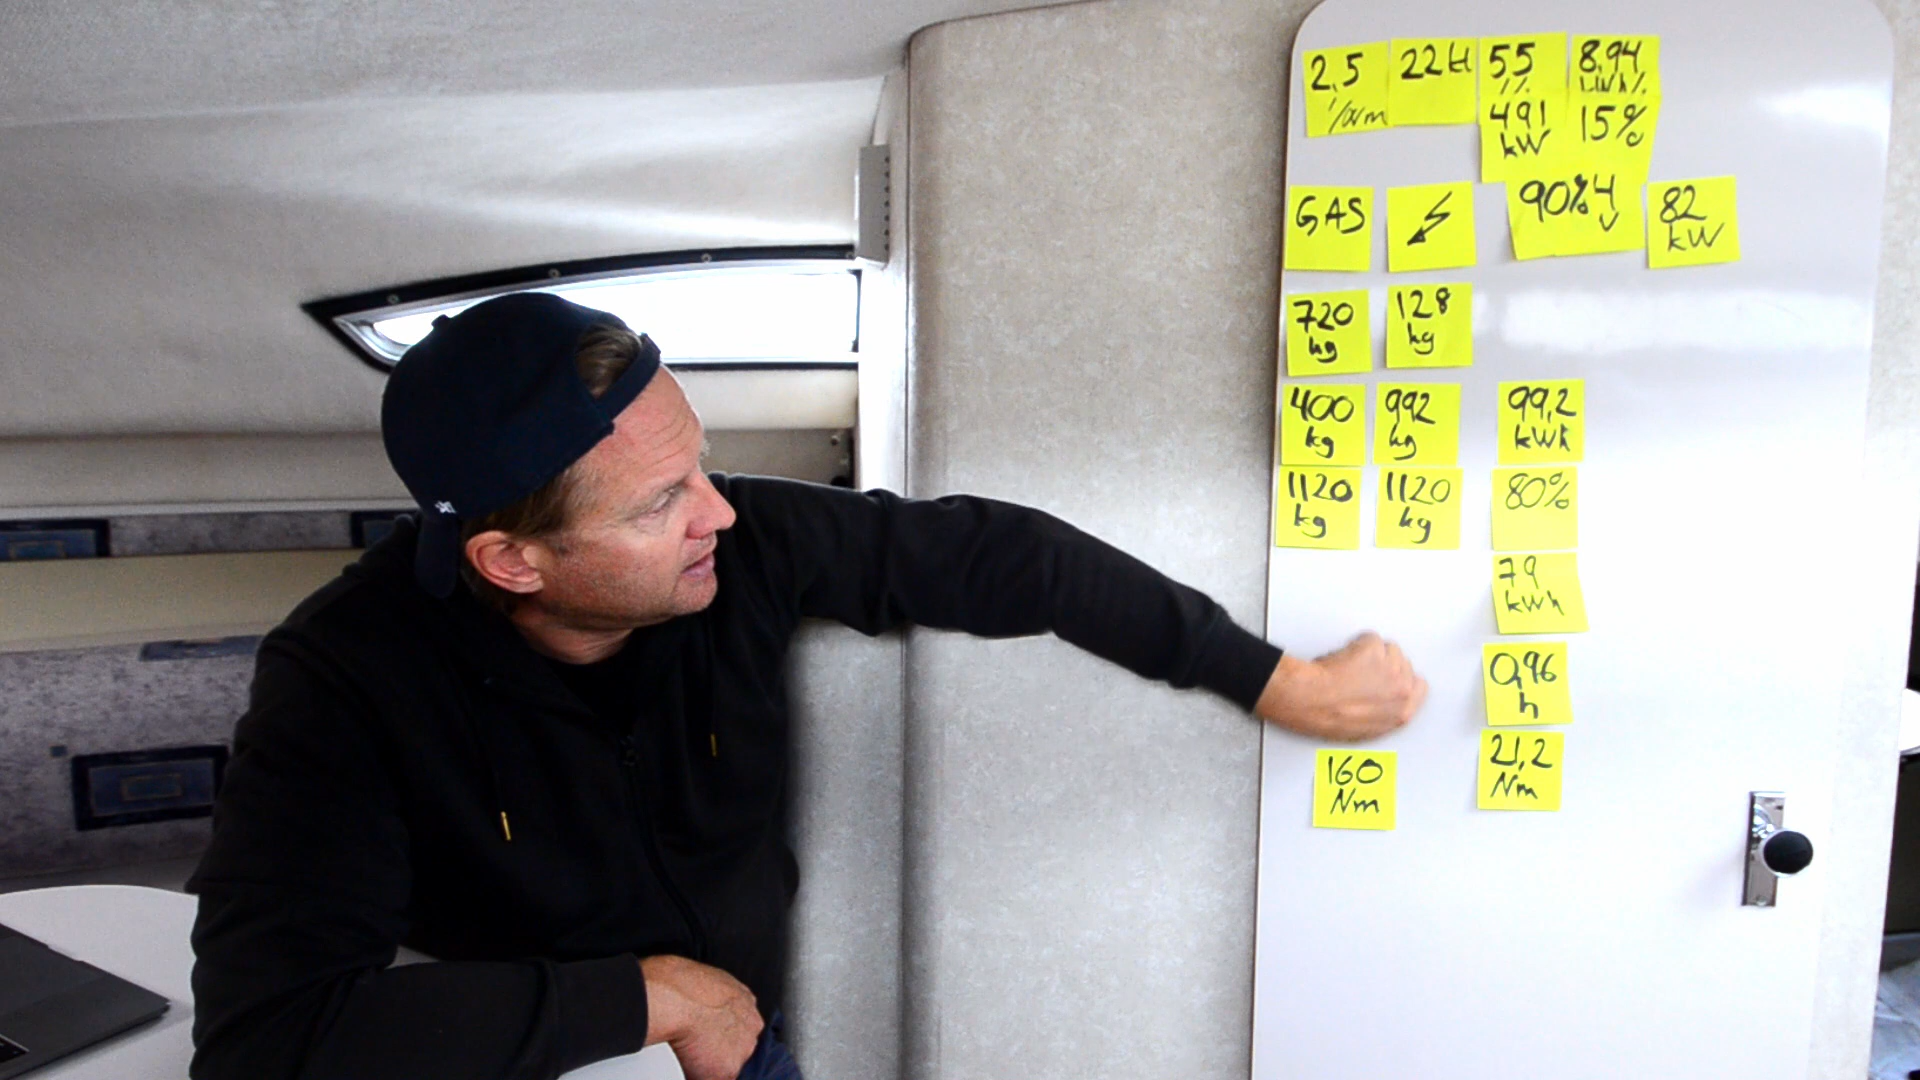 2,5
l/nm
22 kt
55
l/h
8,94
kWh/l
491
kW
15%
GAS
90%
82
kW
720
kg
128
kg
400
kg
992
kg
99,2
kWh
1120
kg
1120
kg
80%
79
kWh
0,96
h
160
Nm
21,2
Nm